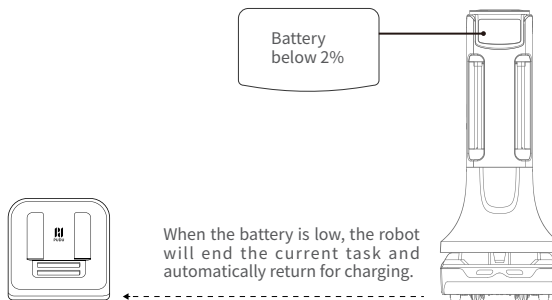 Battery
below 2%
When the battery is low, the robot
will end the current task and
automatically return for charging.
PUDU